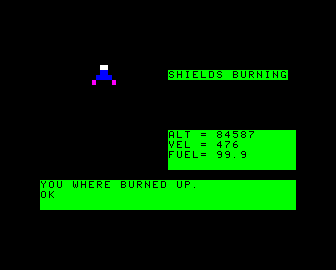 SHIELDS BURNING
ALT = 84587
VEL = 476
FUEL= 99.9
YOU WHERE BURNED UP.
OK